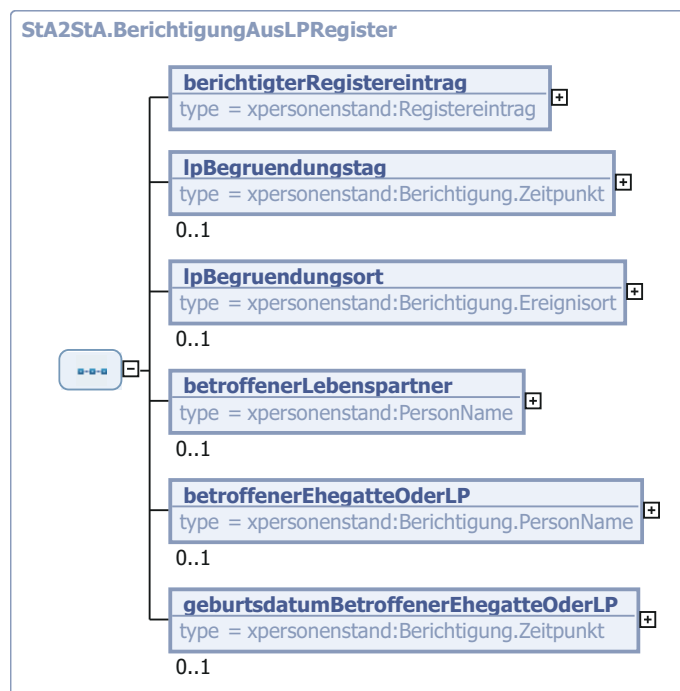 StA2StA.BerichtigungAusLPRegister
berichtigterRegistereintrag
type = xpersonenstand:Registereintrag
lpBegruendungstag
type = xpersonenstand:Berichtigung.Zeitpunkt
0..1
lpBegruendungsort
type = xpersonenstand:Berichtigung.Ereignisort
0..1
betroffenerLebenspartner
type = xpersonenstand:PersonName
0..1
betroffenerEhegatteOderLP
type = xpersonenstand:Berichtigung.PersonName
0..1
geburtsdatumBetroffenerEhegatteOderLP
type = xpersonenstand:Berichtigung.Zeitpunkt
0..1